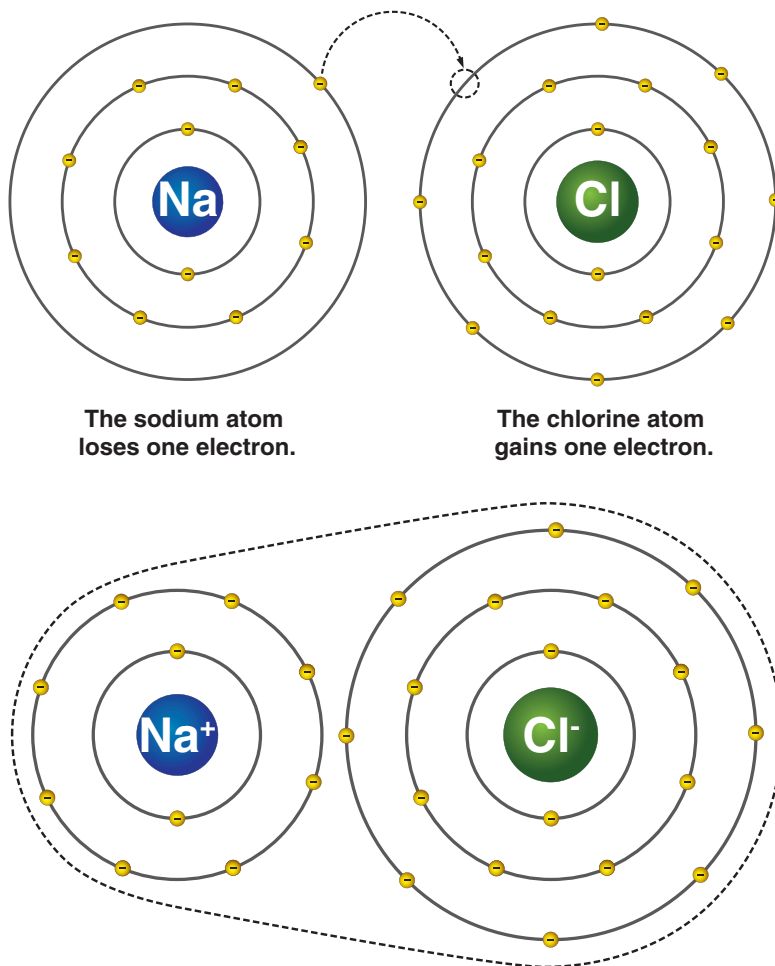 Na
Cl
The sodium atom
loses one electron.
The chlorine atom
gains one electron.
Na⁺
Cl⁻